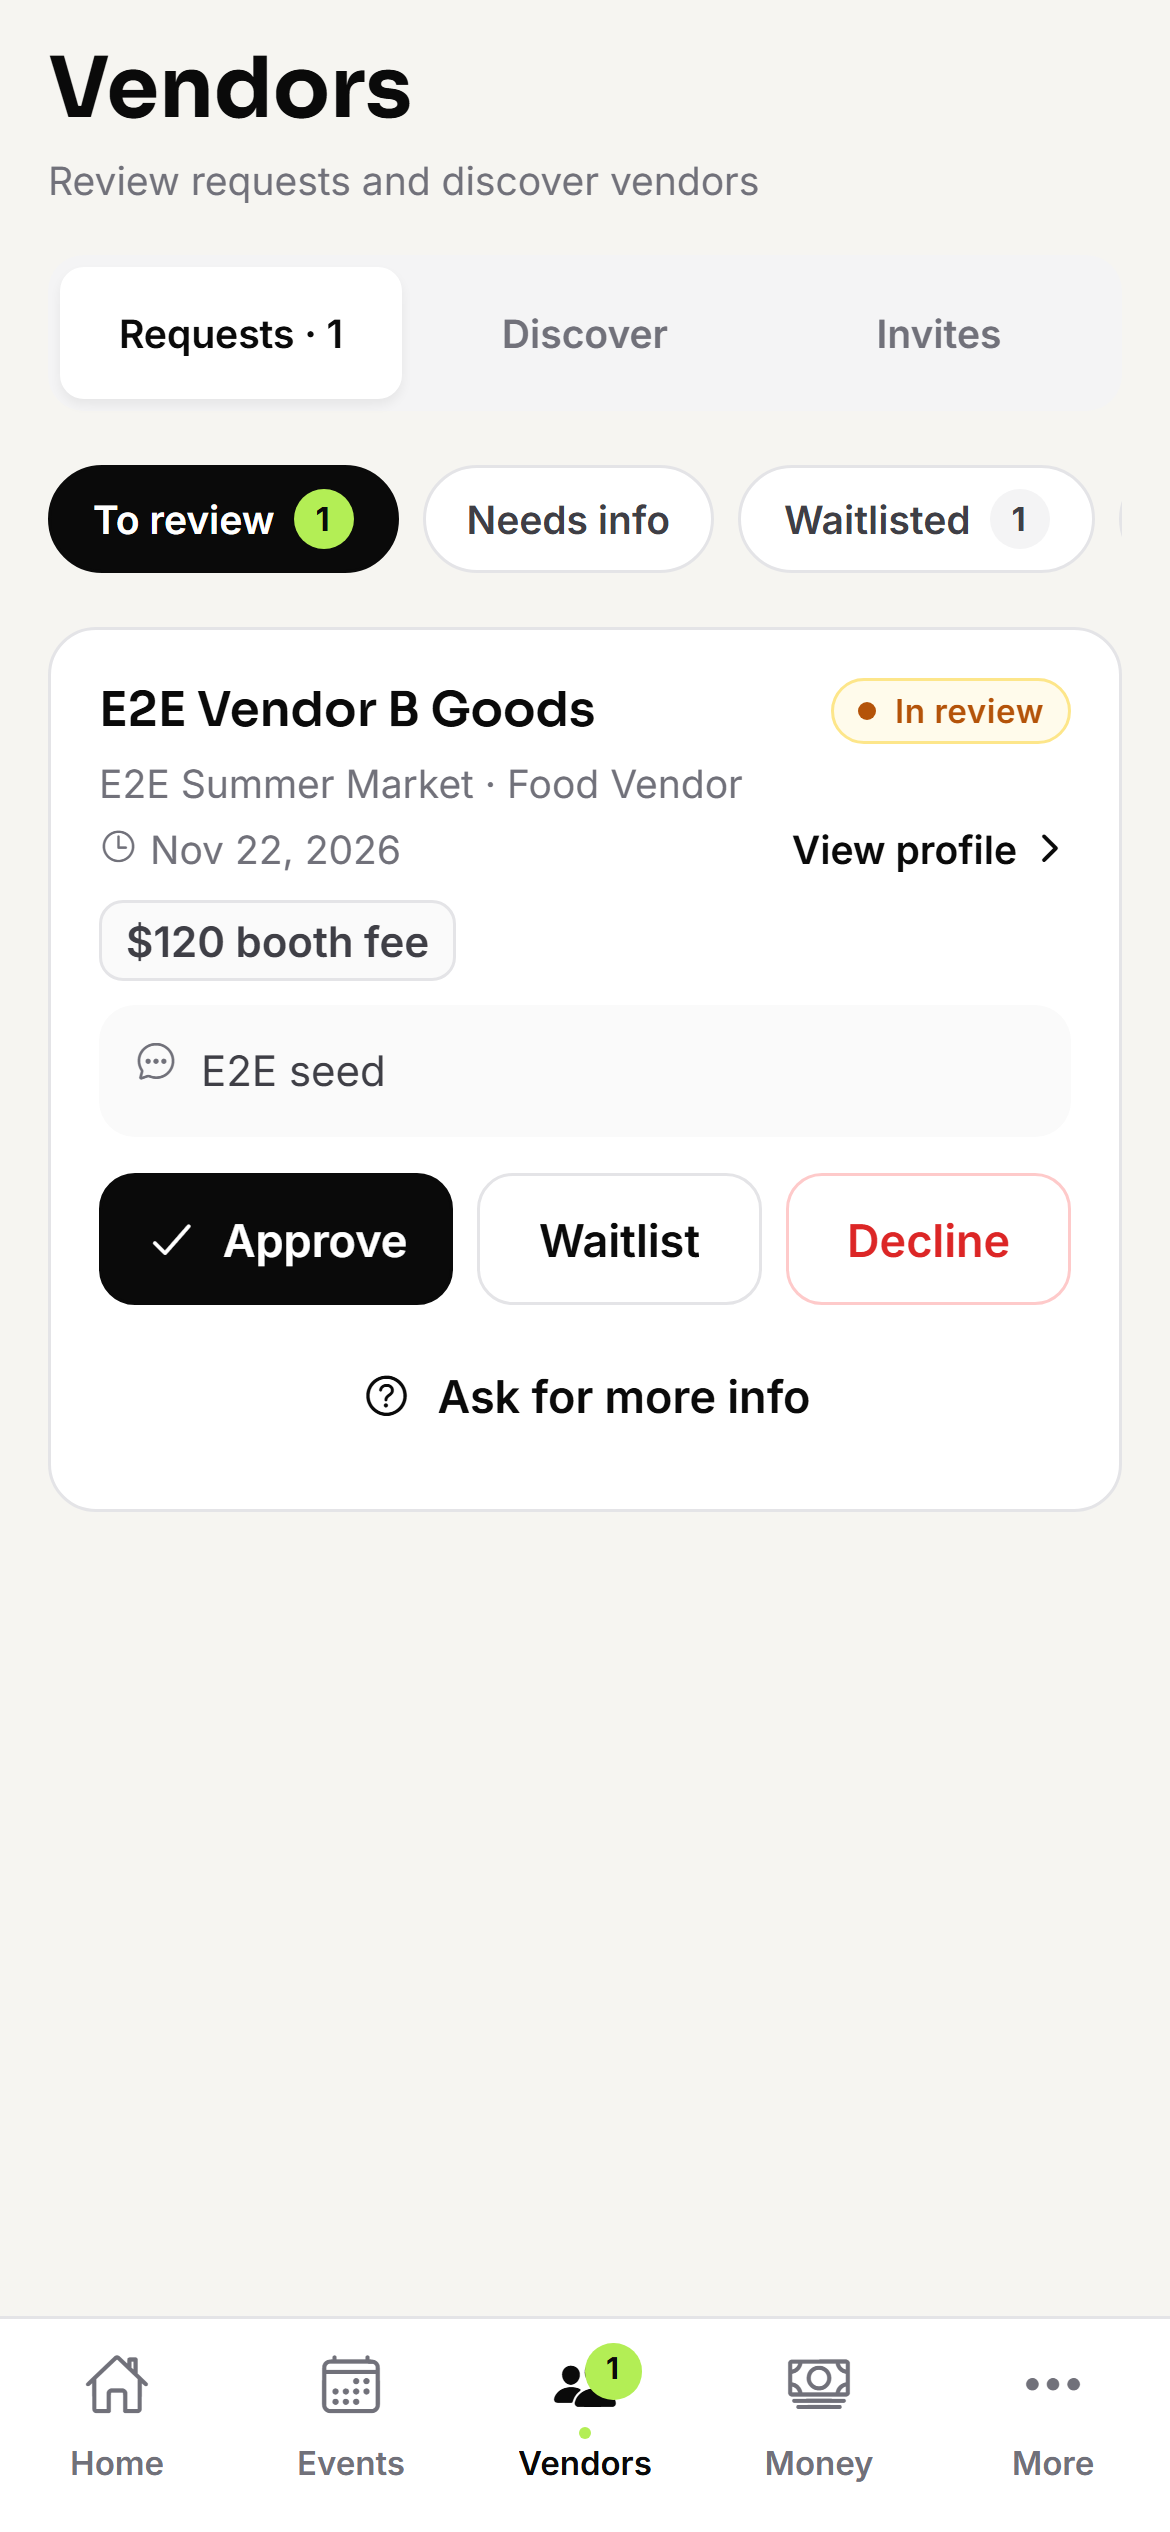 Vendors
Review requests and discover vendors
Requests · 1
Discover
Invites
To review 1
Needs info
Waitlisted 1
E2E Vendor B Goods
In review
E2E Summer Market · Food Vendor
Nov 22, 2026
View profile
$120 booth fee
E2E seed
Approve
Waitlist
Decline
Ask for more info
1
Home
Events
Vendors
Money
More